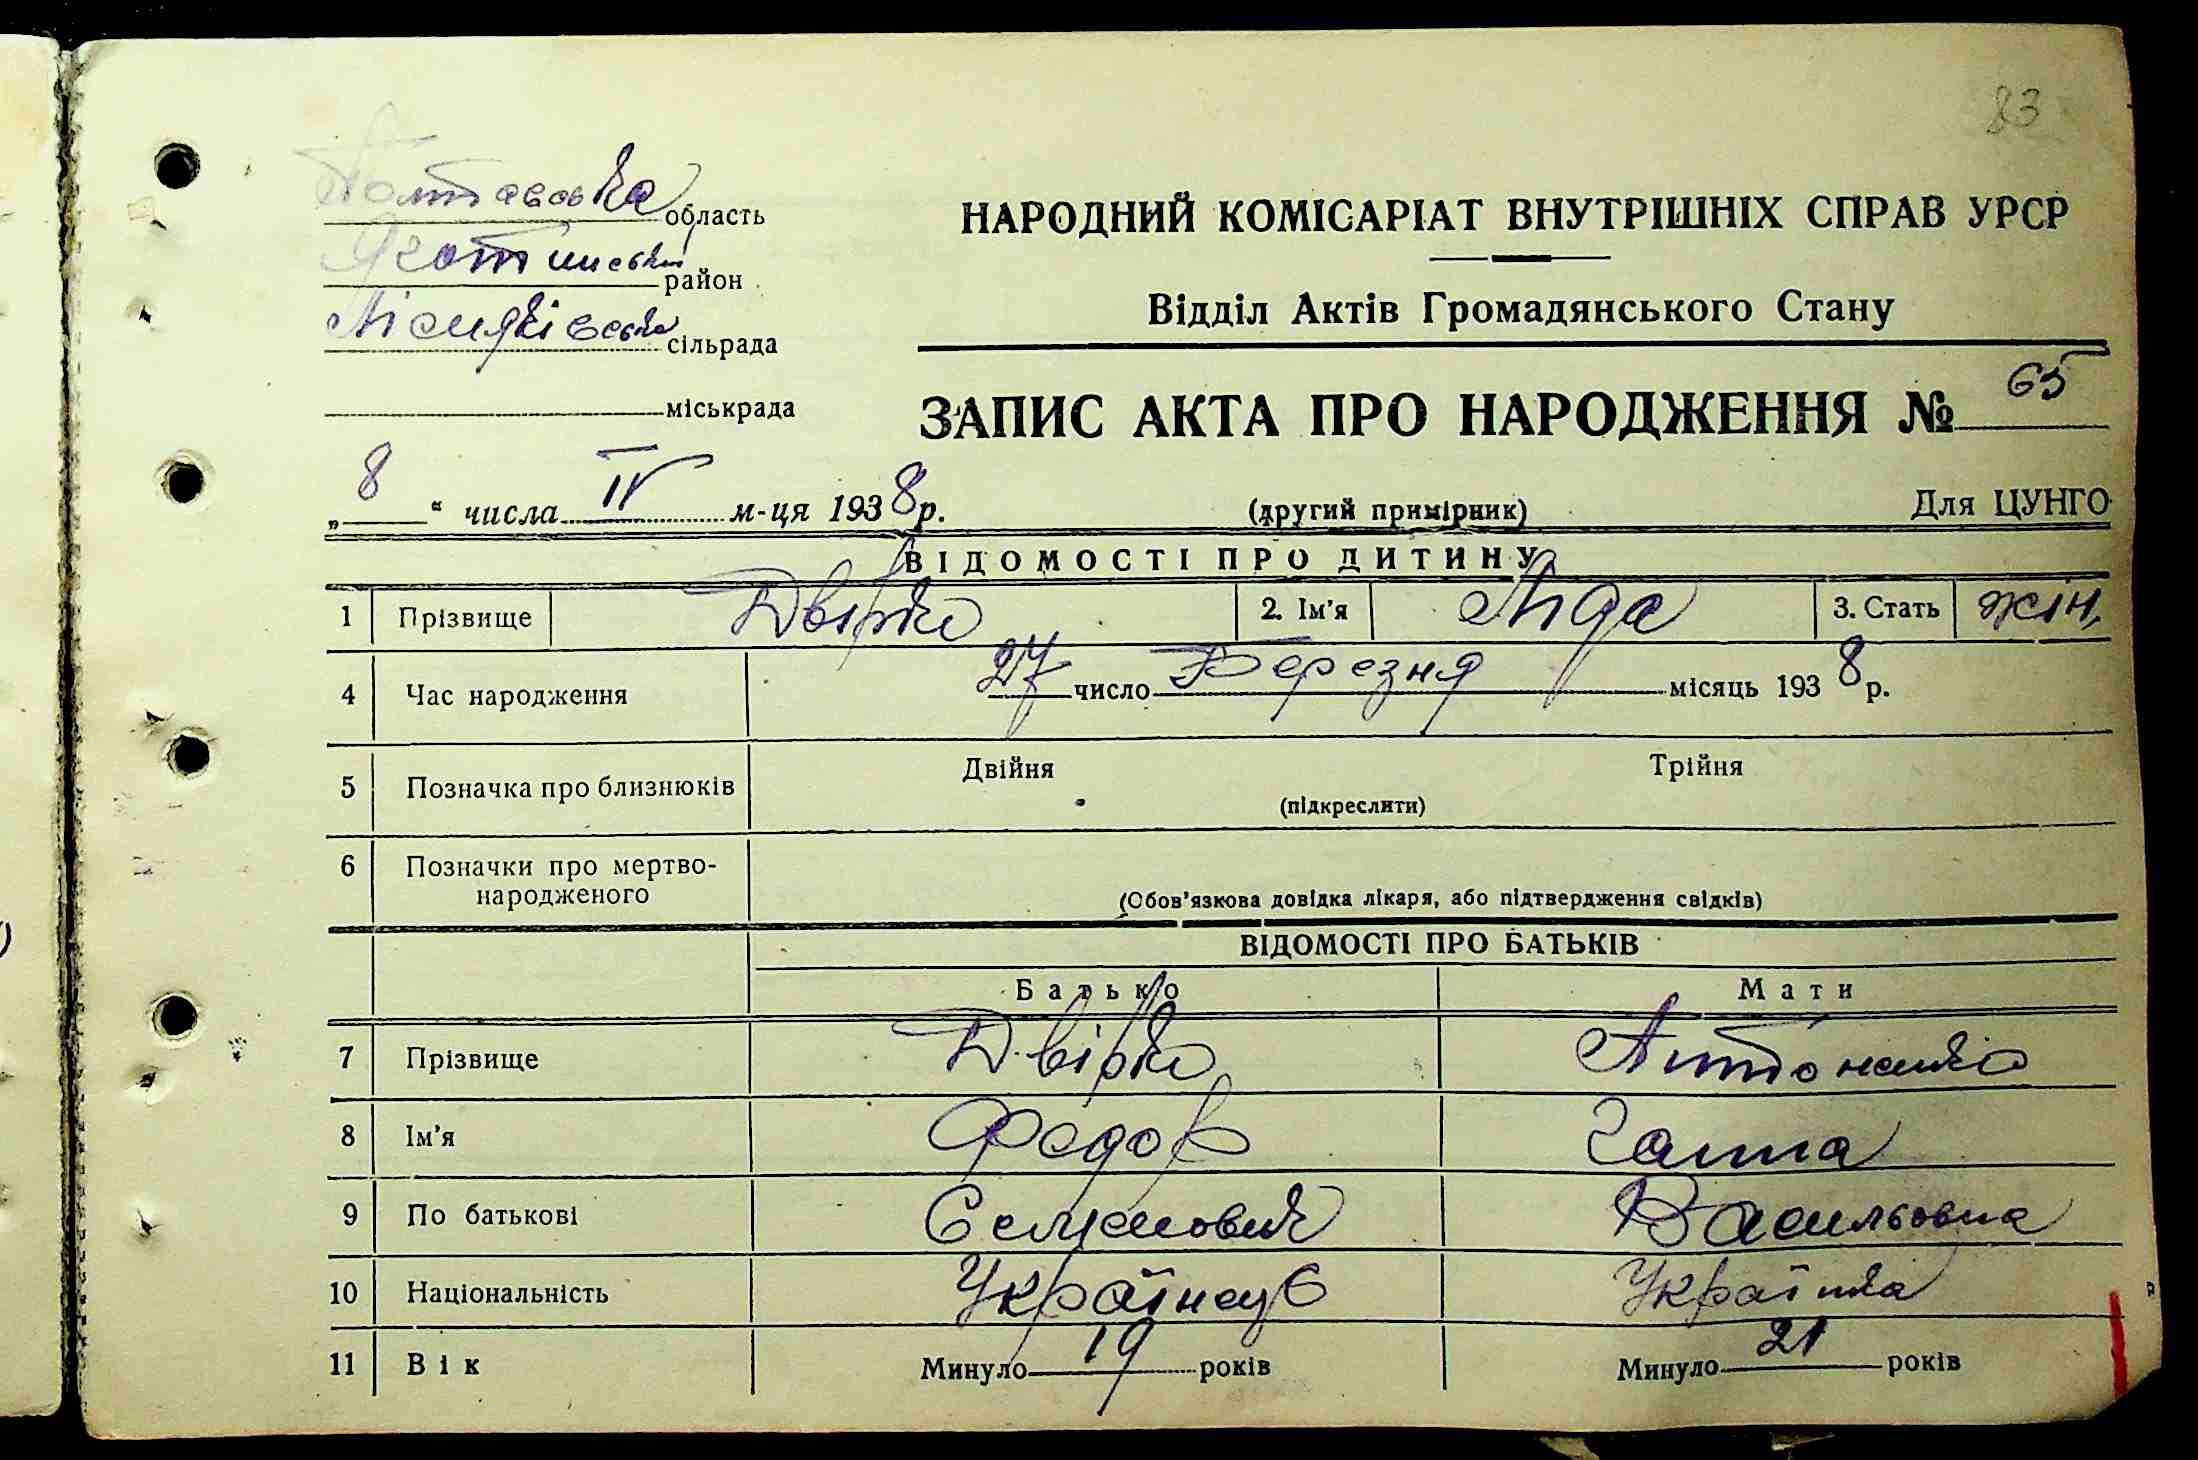 83
Полтавська область
Яготинський район
сільрада
міськрада
НАРОДНИЙ КОМІСАРІАТ ВНУТРІШНІХ СПРАВ УРСР
Відділ Актів Громадянського Стану
ЗАПИС АКТА ПРО НАРОДЖЕННЯ № 65
„8“ числа IV м-ця 1938 р. (другий примірник) Для ЦУНГО
ВІДОМОСТІ ПРО ДИТИНУ
1 Прізвище Двірко 2. Ім'я Ліда 3. Стать жін.
4 Час народження 27 число Березня місяць 1938 р.
5 Позначка про близнюків Двійня Трійня
(підкреслити)
6 Позначки про мертво-
народженого
(Обов'язкова довідка лікаря, або підтвердження свідків)
ВІДОМОСТІ ПРО БАТЬКІВ
Батько Мати
7 Прізвище Двірко Антоненко
8 Ім'я Федор Ганна
9 По батькові Семенович Васильовна
10 Національність Українець Українка
11 Вік Минуло 19 років Минуло 21 років